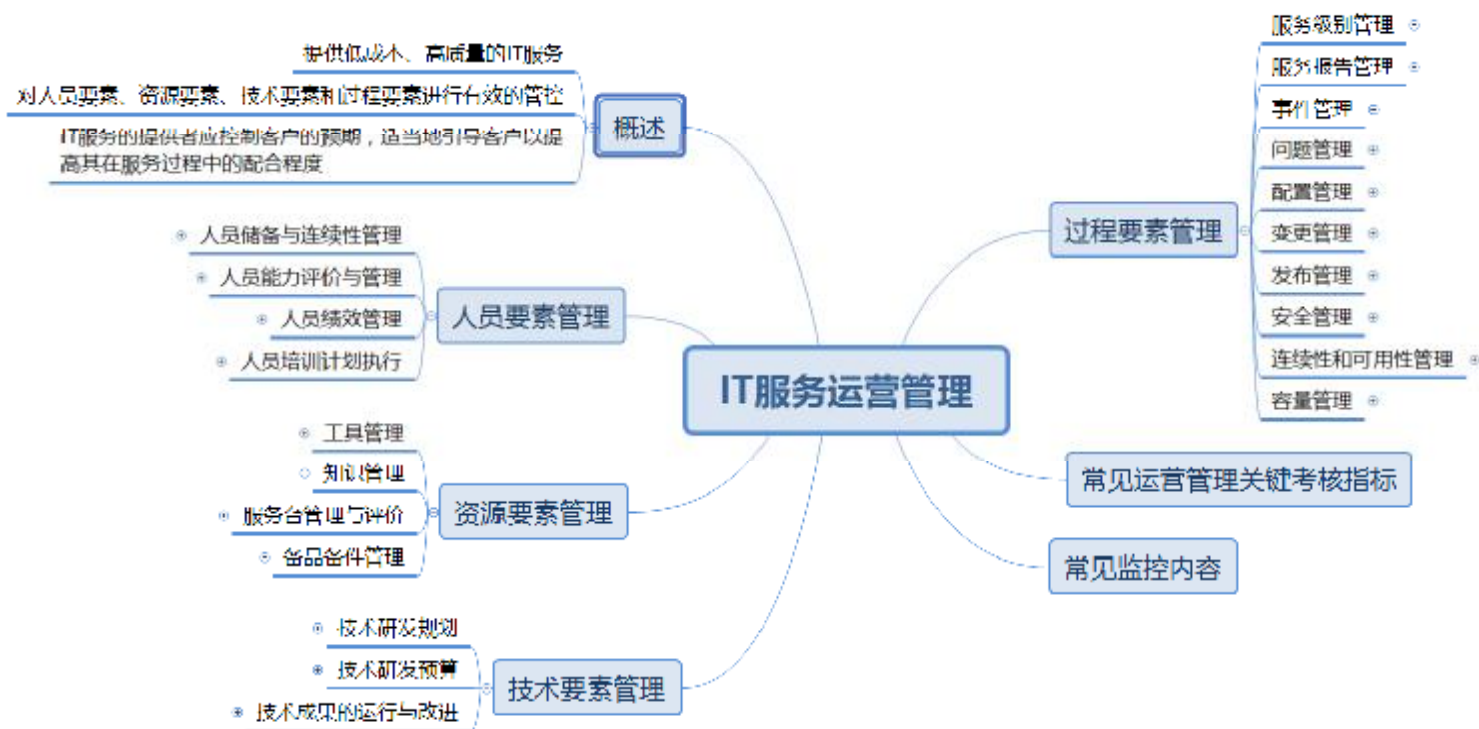 提供低成本、高质量的IT服务
对人员要素、资源要素、技术要素和过程要素进行有效的管控
IT服务的提供者应控制客户的预期，适当地引导客户以提
高其在服务过程中的配合程度
概述
人员储备与连续性管理
人员能力评价与管理
人员绩效管理
人员培训计划执行
人员要素管理
工具管理
知识管理
服务台管理与评价
备品备件管理
资源要素管理
技术研发规划
技术研发预算
技术成果的运行与改进
技术要素管理
IT服务运营管理
服务级别管理
服务报告管理
事件管理
问题管理
配置管理
变更管理
发布管理
安全管理
连续性和可用性管理
容量管理
过程要素管理
常见运营管理关键考核指标
常见监控内容